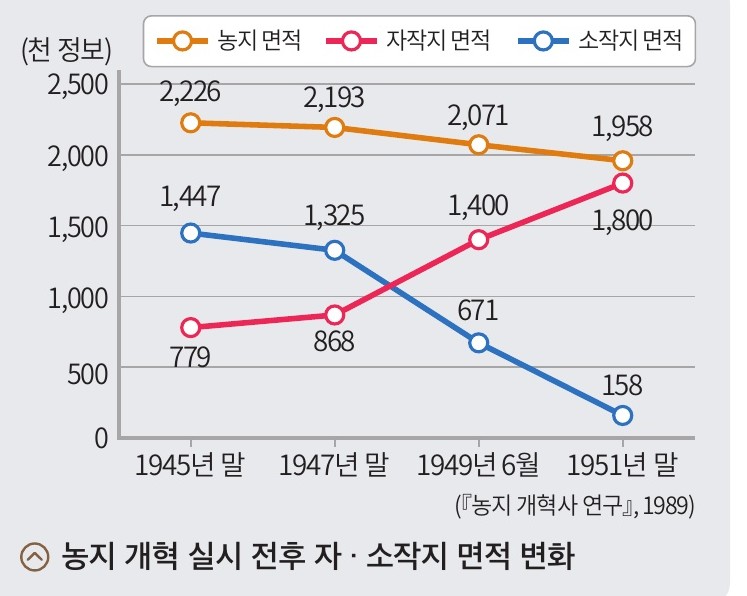 (천 정보)
농지 면적 자작지 면적 소작지 면적
2,500
2,000
1,500
1,000
500
0
2,226 2,193 2,071 1,958
1,447 1,325 1,400 1,800
779 868 671 158
1945년 말 1947년 말 1949년 6월 1951년 말
(『농지 개혁사 연구』, 1989)
농지 개혁 실시 전후 자 · 소작지 면적 변화